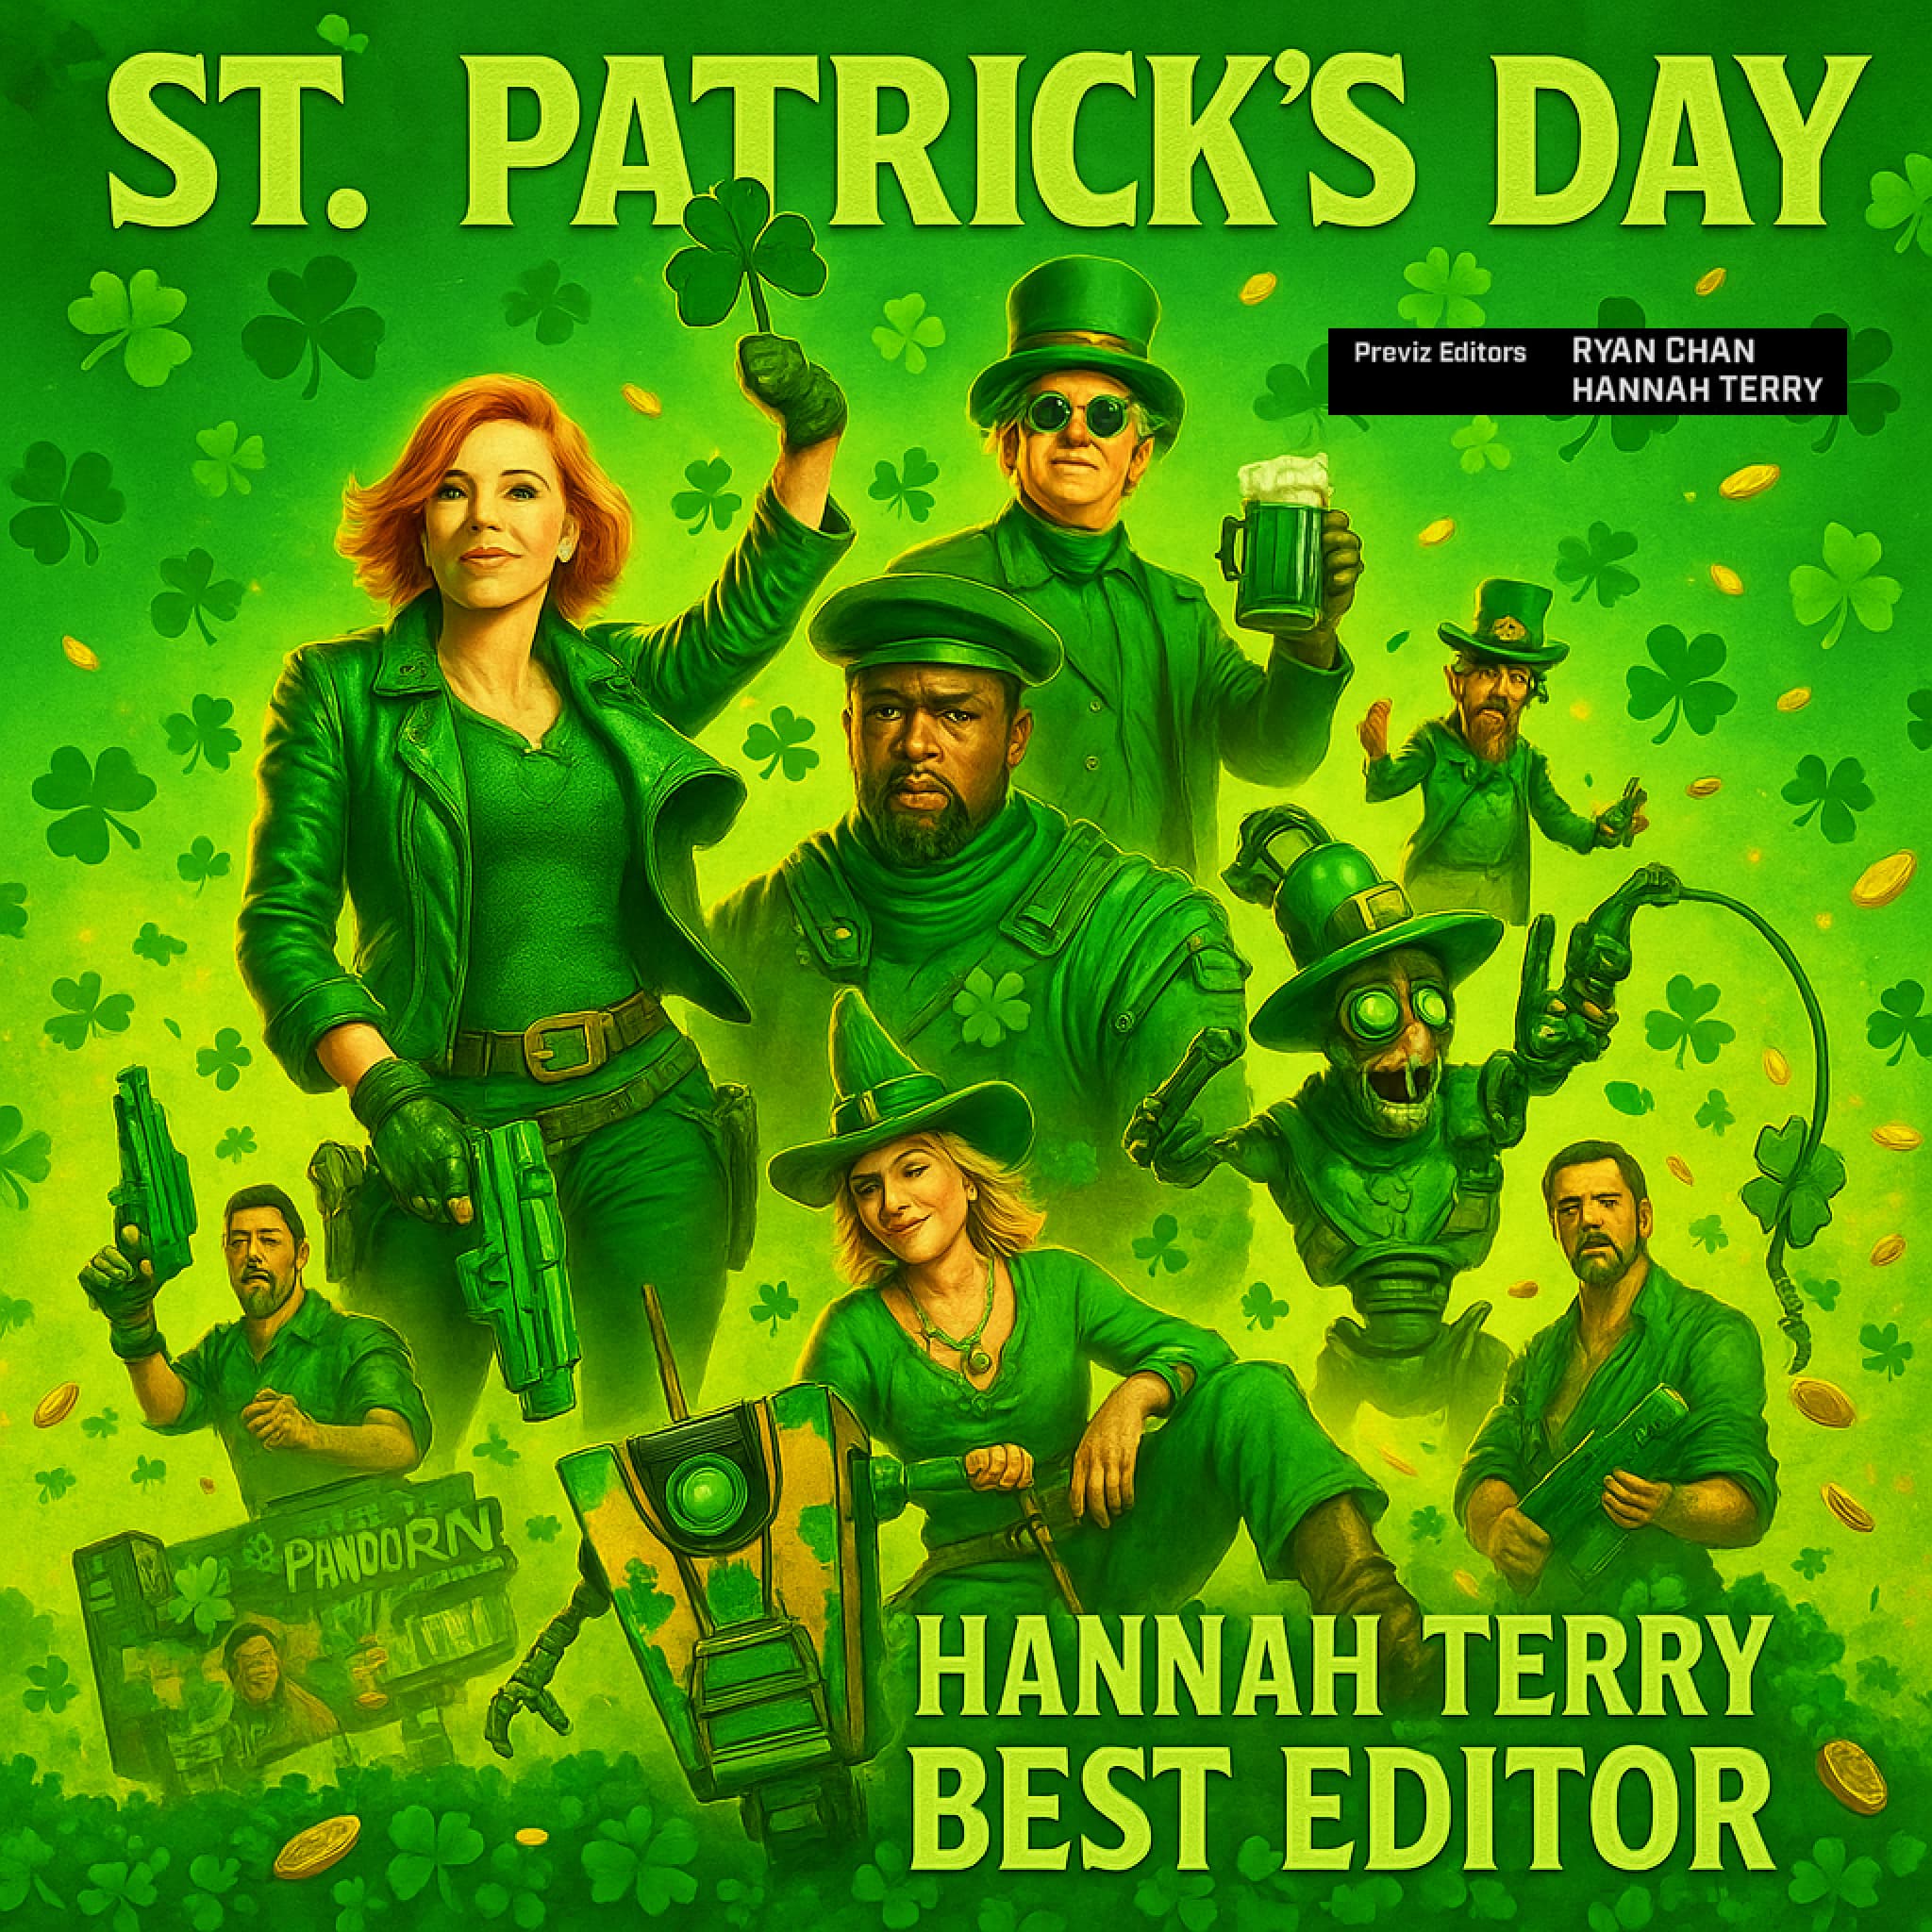 ST. PATRICK'S DAY
Previz Editors RYAN CHAN
HANNAH TERRY
PANDORN
HANNAH TERRY
BEST EDITOR